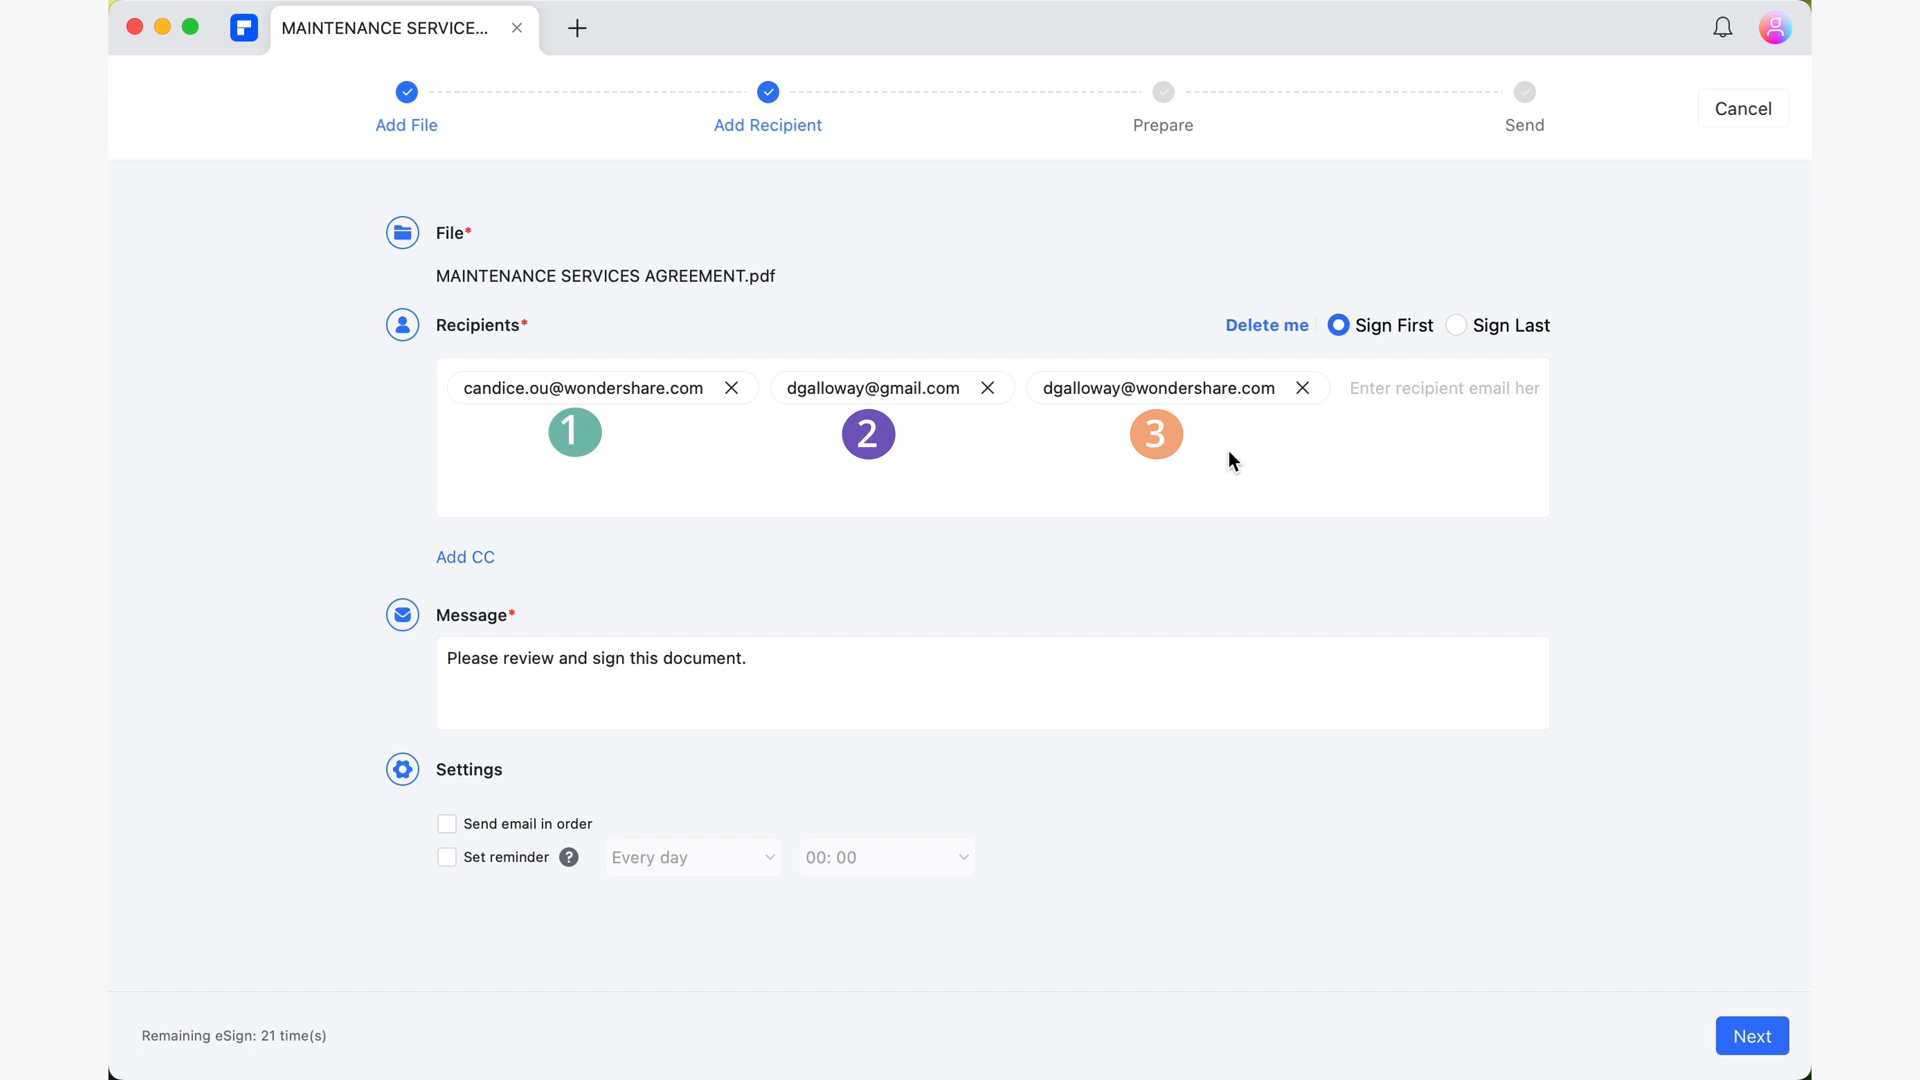 MAINTENANCE SERVICE...
Add File
Add Recipient
Prepare
Send
Cancel
File*
MAINTENANCE SERVICES AGREEMENT.pdf
Recipients*
Delete me
Sign First
Sign Last
candice.ou@wondershare.com
dgalloway@gmail.com
dgalloway@wondershare.com
Enter recipient email her
1
2
3
Add CC
Message*
Please review and sign this document.
Settings
Send email in order
Set reminder
?
Every day
00: 00
Remaining eSign: 21 time(s)
Next